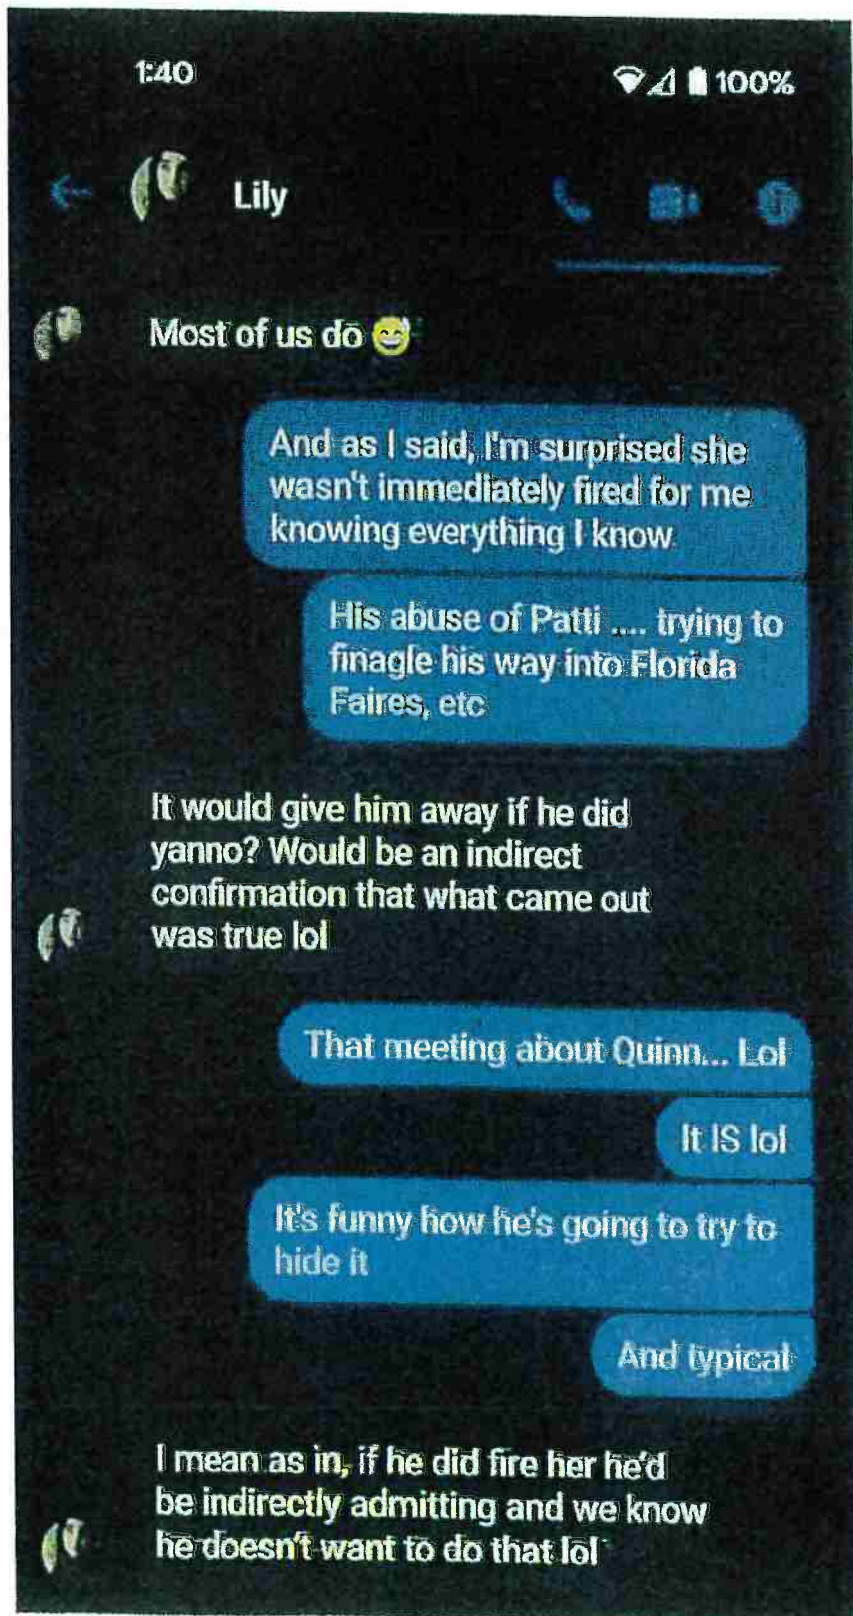 1:40
100%
Lily
Most of us do 😅
And as I said, I'm surprised she
wasn't immediately fired for me
knowing everything I know
His abuse of Patti .... trying to
finagle his way into Florida
Faires, etc
It would give him away if he did
yanno? Would be an indirect
confirmation that what came out
was true lol
That meeting about Quinn... Lol
It IS lol
It's funny how he's going to try to
hide it
And typical
I mean as in, if he did fire her he'd
be indirectly admitting and we know
he doesn't want to do that lol